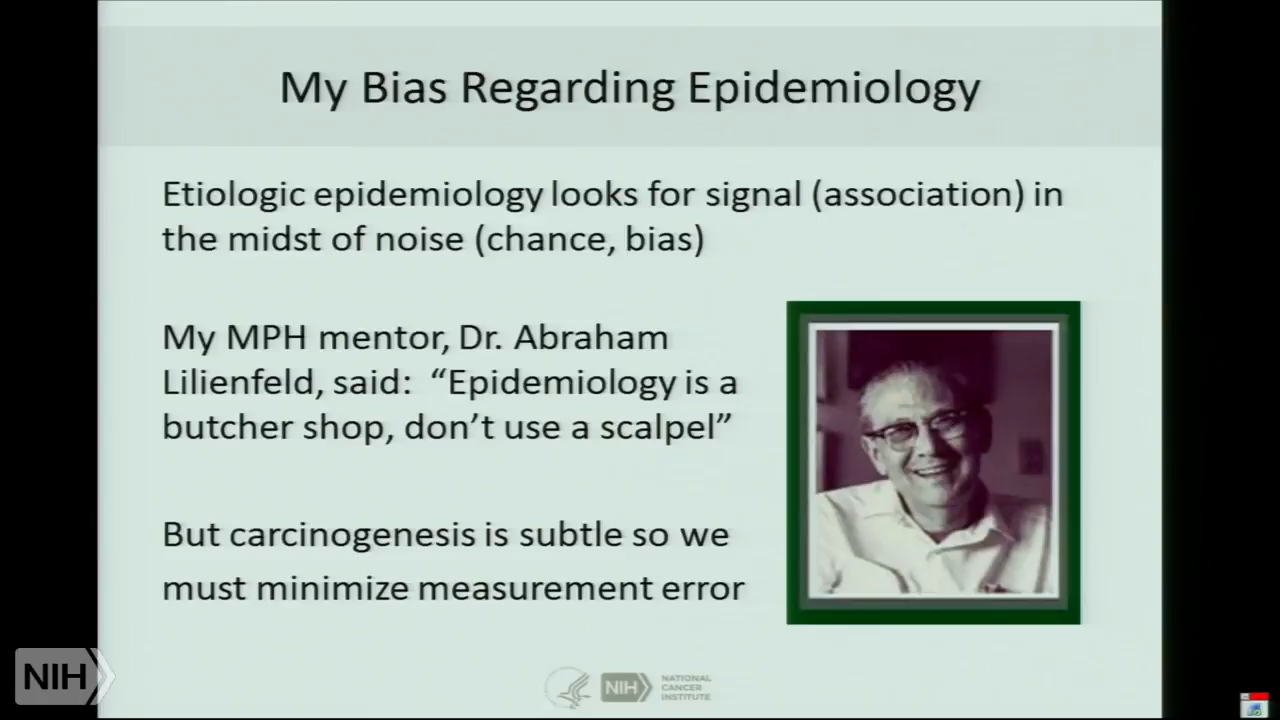 My Bias Regarding Epidemiology
Etiologic epidemiology looks for signal (association) in
the midst of noise (chance, bias)
My MPH mentor, Dr. Abraham
Lilienfeld, said: “Epidemiology is a
butcher shop, don’t use a scalpel”
But carcinogenesis is subtle so we
must minimize measurement error
NIH
NIH
NATIONAL
CANCER
INSTITUTE